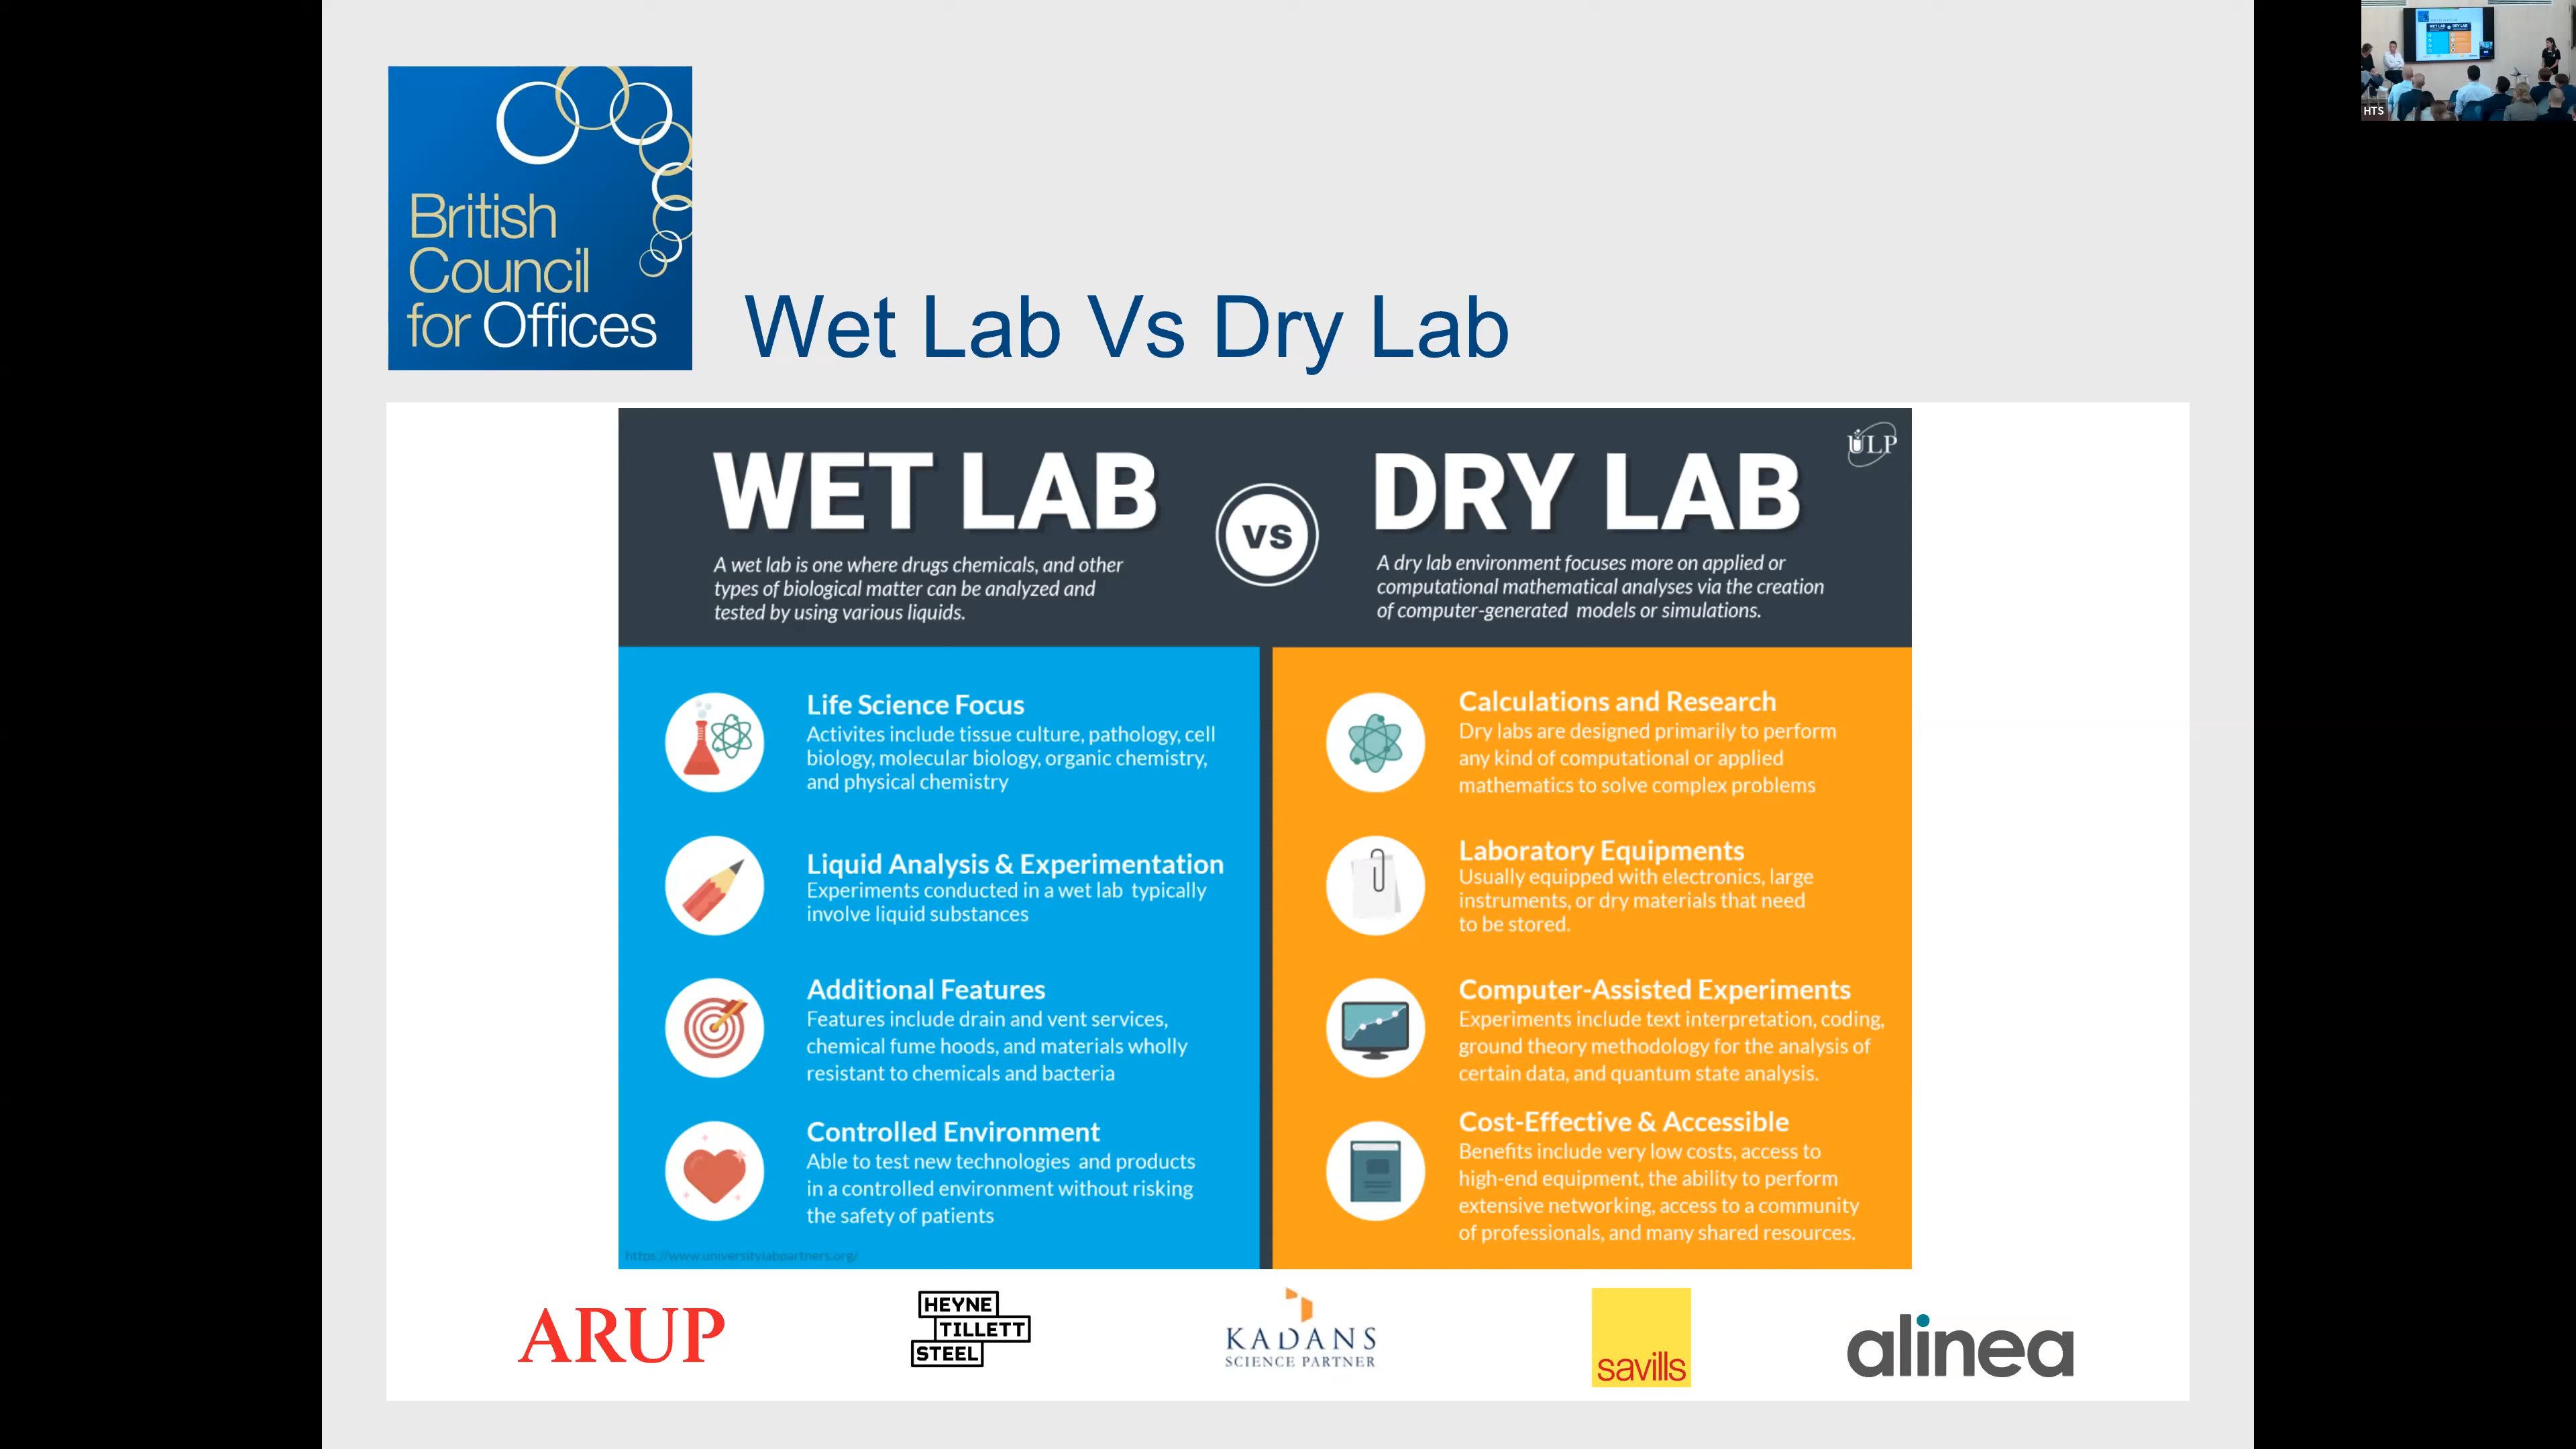 British
Council
for Offices
Wet Lab Vs Dry Lab
WET LAB
VS
DRY LAB
ULP
A wet lab is one where drugs chemicals, and other
types of biological matter can be analyzed and
tested by using various liquids.
A dry lab environment focuses more on applied or
computational mathematical analyses via the creation
of computer-generated models or simulations.
Life Science Focus
Activites include tissue culture, pathology, cell
biology, molecular biology, organic chemistry,
and physical chemistry
Liquid Analysis & Experimentation
Experiments conducted in a wet lab typically
involve liquid substances
Additional Features
Features include drain and vent services,
chemical fume hoods, and materials wholly
resistant to chemicals and bacteria
Controlled Environment
Able to test new technologies and products
in a controlled environment without risking
the safety of patients
https://www.universitylabpartners.org/
Calculations and Research
Dry labs are designed primarily to perform
any kind of computational or applied
mathematics to solve complex problems
Laboratory Equipments
Usually equipped with electronics, large
instruments, or dry materials that need
to be stored.
Computer-Assisted Experiments
Experiments include text interpretation, coding,
ground theory methodology for the analysis of
certain data, and quantum state analysis.
Cost-Effective & Accessible
Benefits include very low costs, access to
high-end equipment, the ability to perform
extensive networking, access to a community
of professionals, and many shared resources.
ARUP
HEYNE
TILLETT
STEEL
KADANS
SCIENCE PARTNER
savills
alinea
WET LAB
DRY LAB
HTS